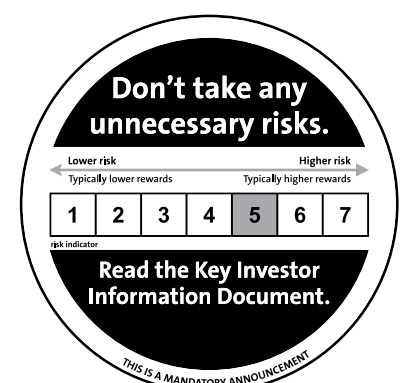 Don't take any
unnecessary risks.
Lower risk Higher risk
Typically lower rewards Typically higher rewards
1 2 3 4 5 6 7
risk indicator
Read the Key Investor
Information Document.
THIS IS A MANDATORY ANNOUNCEMENT